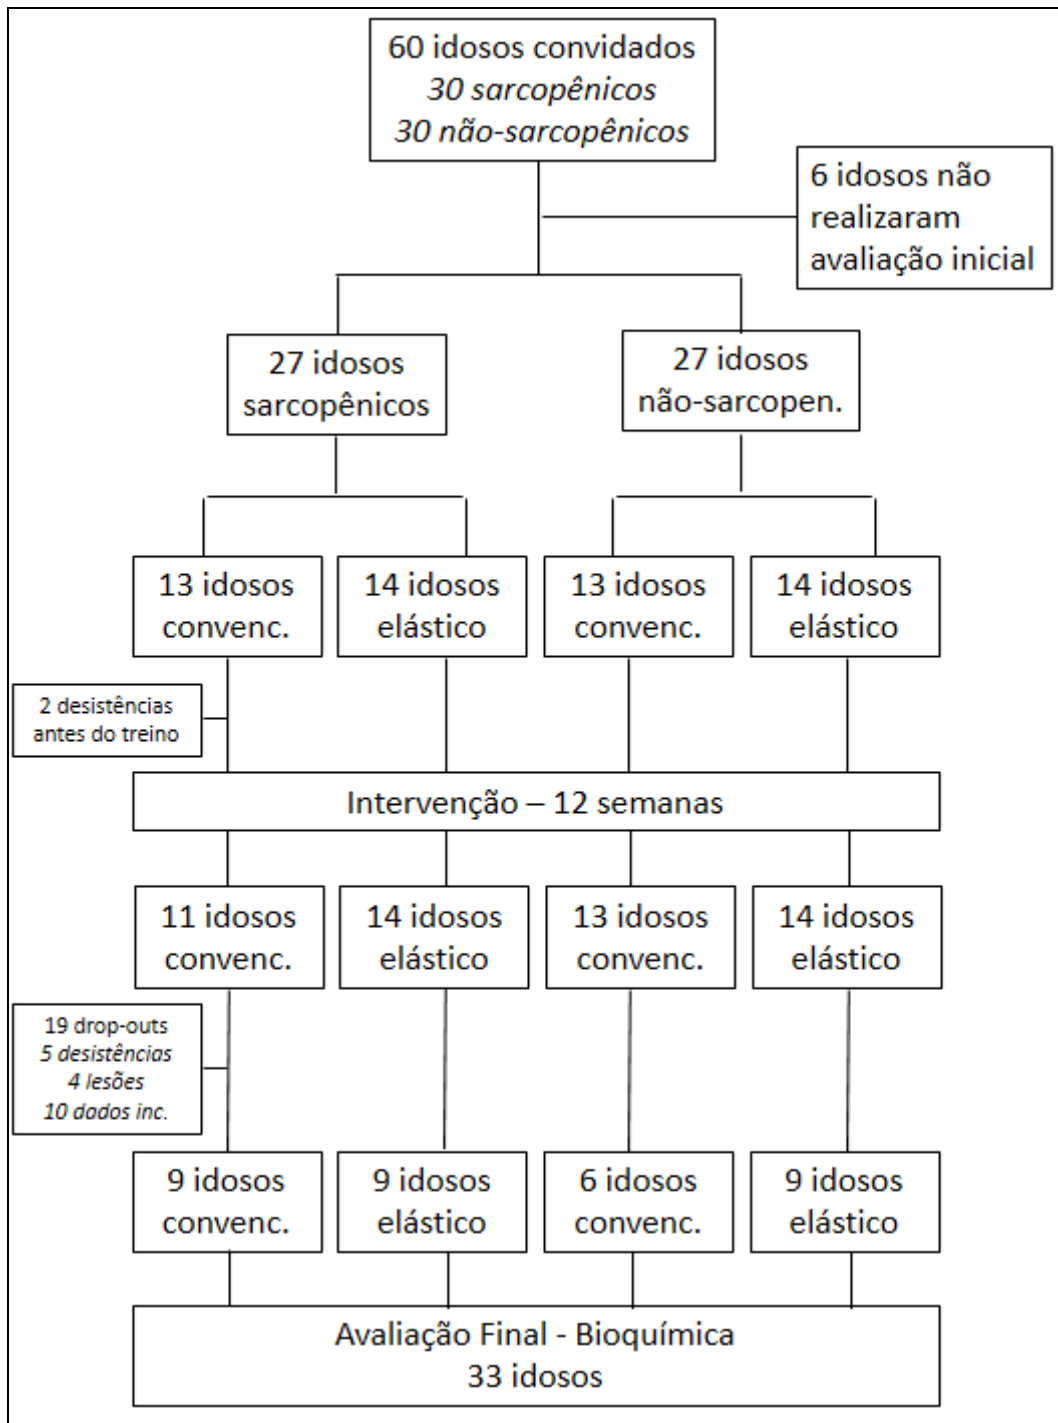 60 idosos convidados
30 sarcopênicos
30 não-sarcopênicos
6 idosos não
realizaram
avaliação inicial
27 idosos
sarcopênicos
27 idosos
não-sarcopen.
13 idosos
convenc.
14 idosos
elástico
13 idosos
convenc.
14 idosos
elástico
2 desistências
antes do treino
Intervenção – 12 semanas
11 idosos
convenc.
14 idosos
elástico
13 idosos
convenc.
14 idosos
elástico
19 drop-outs
5 desistências
4 lesões
10 dados inc.
9 idosos
convenc.
9 idosos
elástico
6 idosos
convenc.
9 idosos
elástico
Avaliação Final - Bioquímica
33 idosos